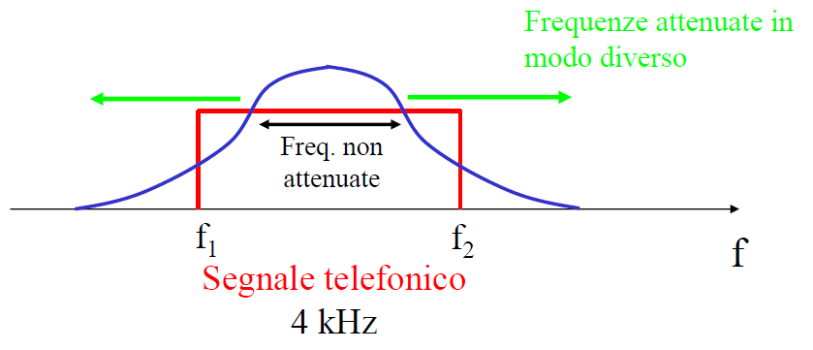 Frequenze attenuate in
modo diverso
Freq. non
attenuate
f₁
f₂
f
Segnale telefonico
4 kHz